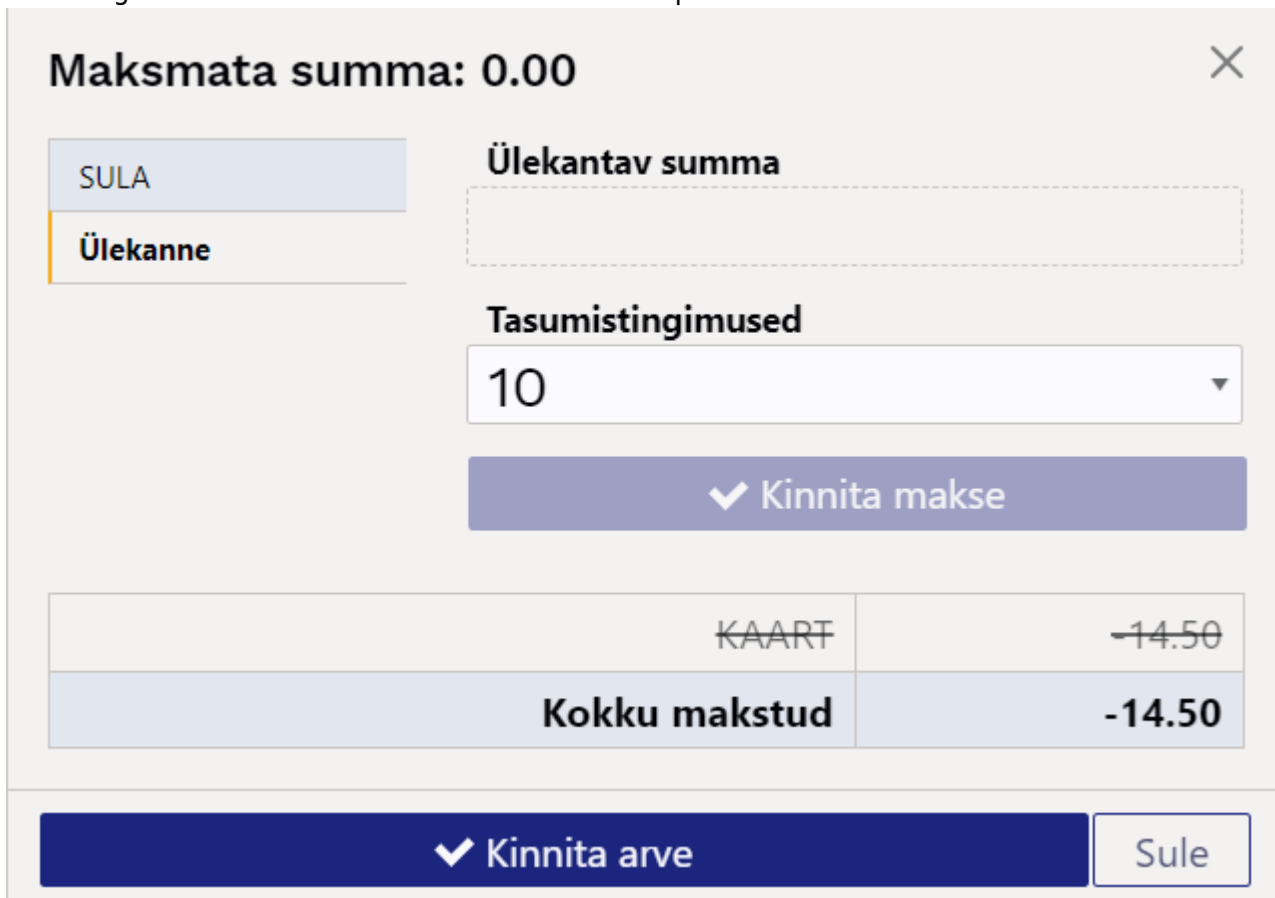 Maksmata summa: 0.00
SULA
Ülekanne
Ülekantav summa
Tasumistingimused
10
Kinnita makse
KAART -14.50
Kokku makstud -14.50
Kinnita arve
Sule